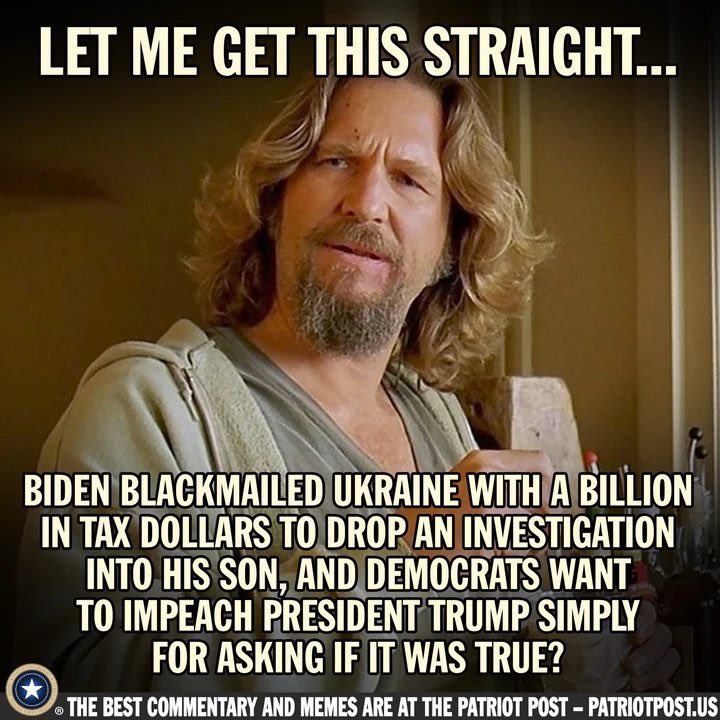 LET ME GET THIS STRAIGHT...
BIDEN BLACKMAILED UKRAINE WITH A BILLION
IN TAX DOLLARS TO DROP AN INVESTIGATION
INTO HIS SON, AND DEMOCRATS WANT
TO IMPEACH PRESIDENT TRUMP SIMPLY
FOR ASKING IF IT WAS TRUE?
® THE BEST COMMENTARY AND MEMES ARE AT THE PATRIOT POST – PATRIOTPOST.US